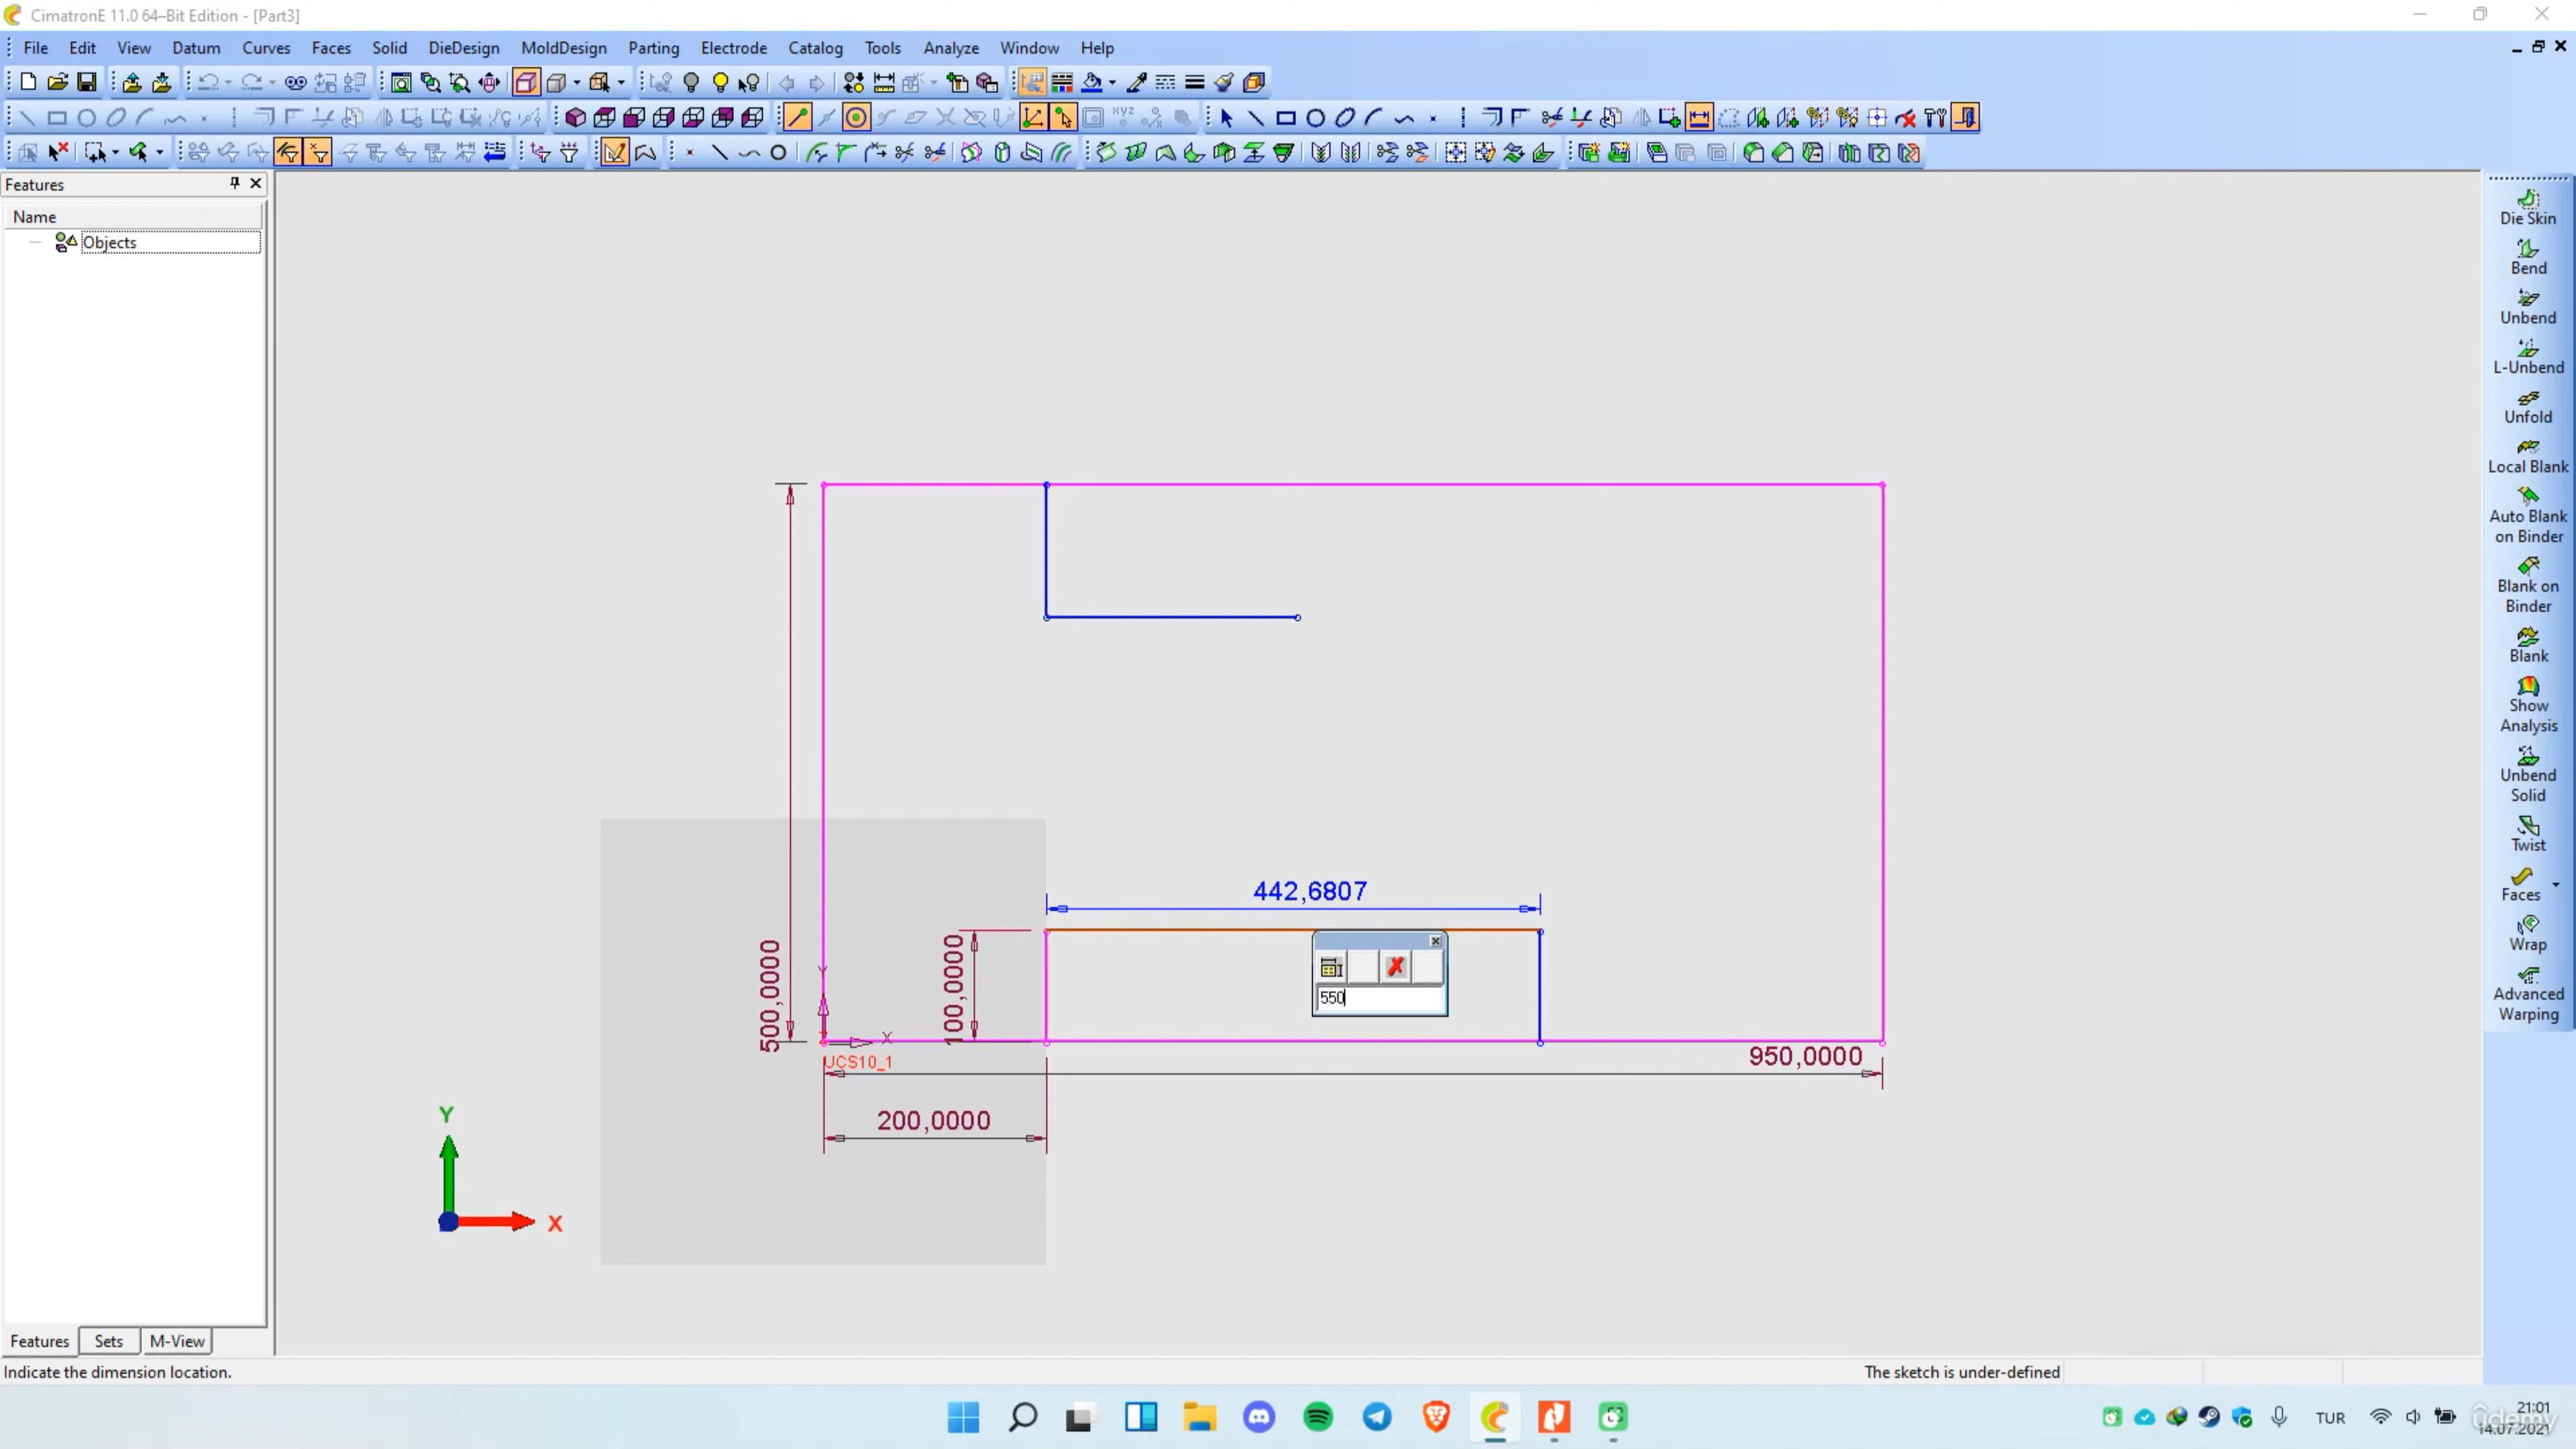 CimatronE 11.0 64–Bit Edition - [Part3]
File Edit View Datum Curves Faces Solid DieDesign MoldDesign Parting Electrode Catalog Tools Analyze Window Help
Features
Name
Objects
Die Skin
Bend
Unbend
L-Unbend
Unfold
Local Blank
Auto Blank
on Binder
Blank on
Binder
Blank
Show
Analysis
Unbend
Solid
Twist
Faces
Wrap
Advanced
Warping
442,6807
550
500,0000
100,0000
Y
X
UCS10_1
950,0000
200,0000
Y
X
Features Sets M-View
Indicate the dimension location.
The sketch is under-defined
TUR
21:01
14.07.2021
ûdemy